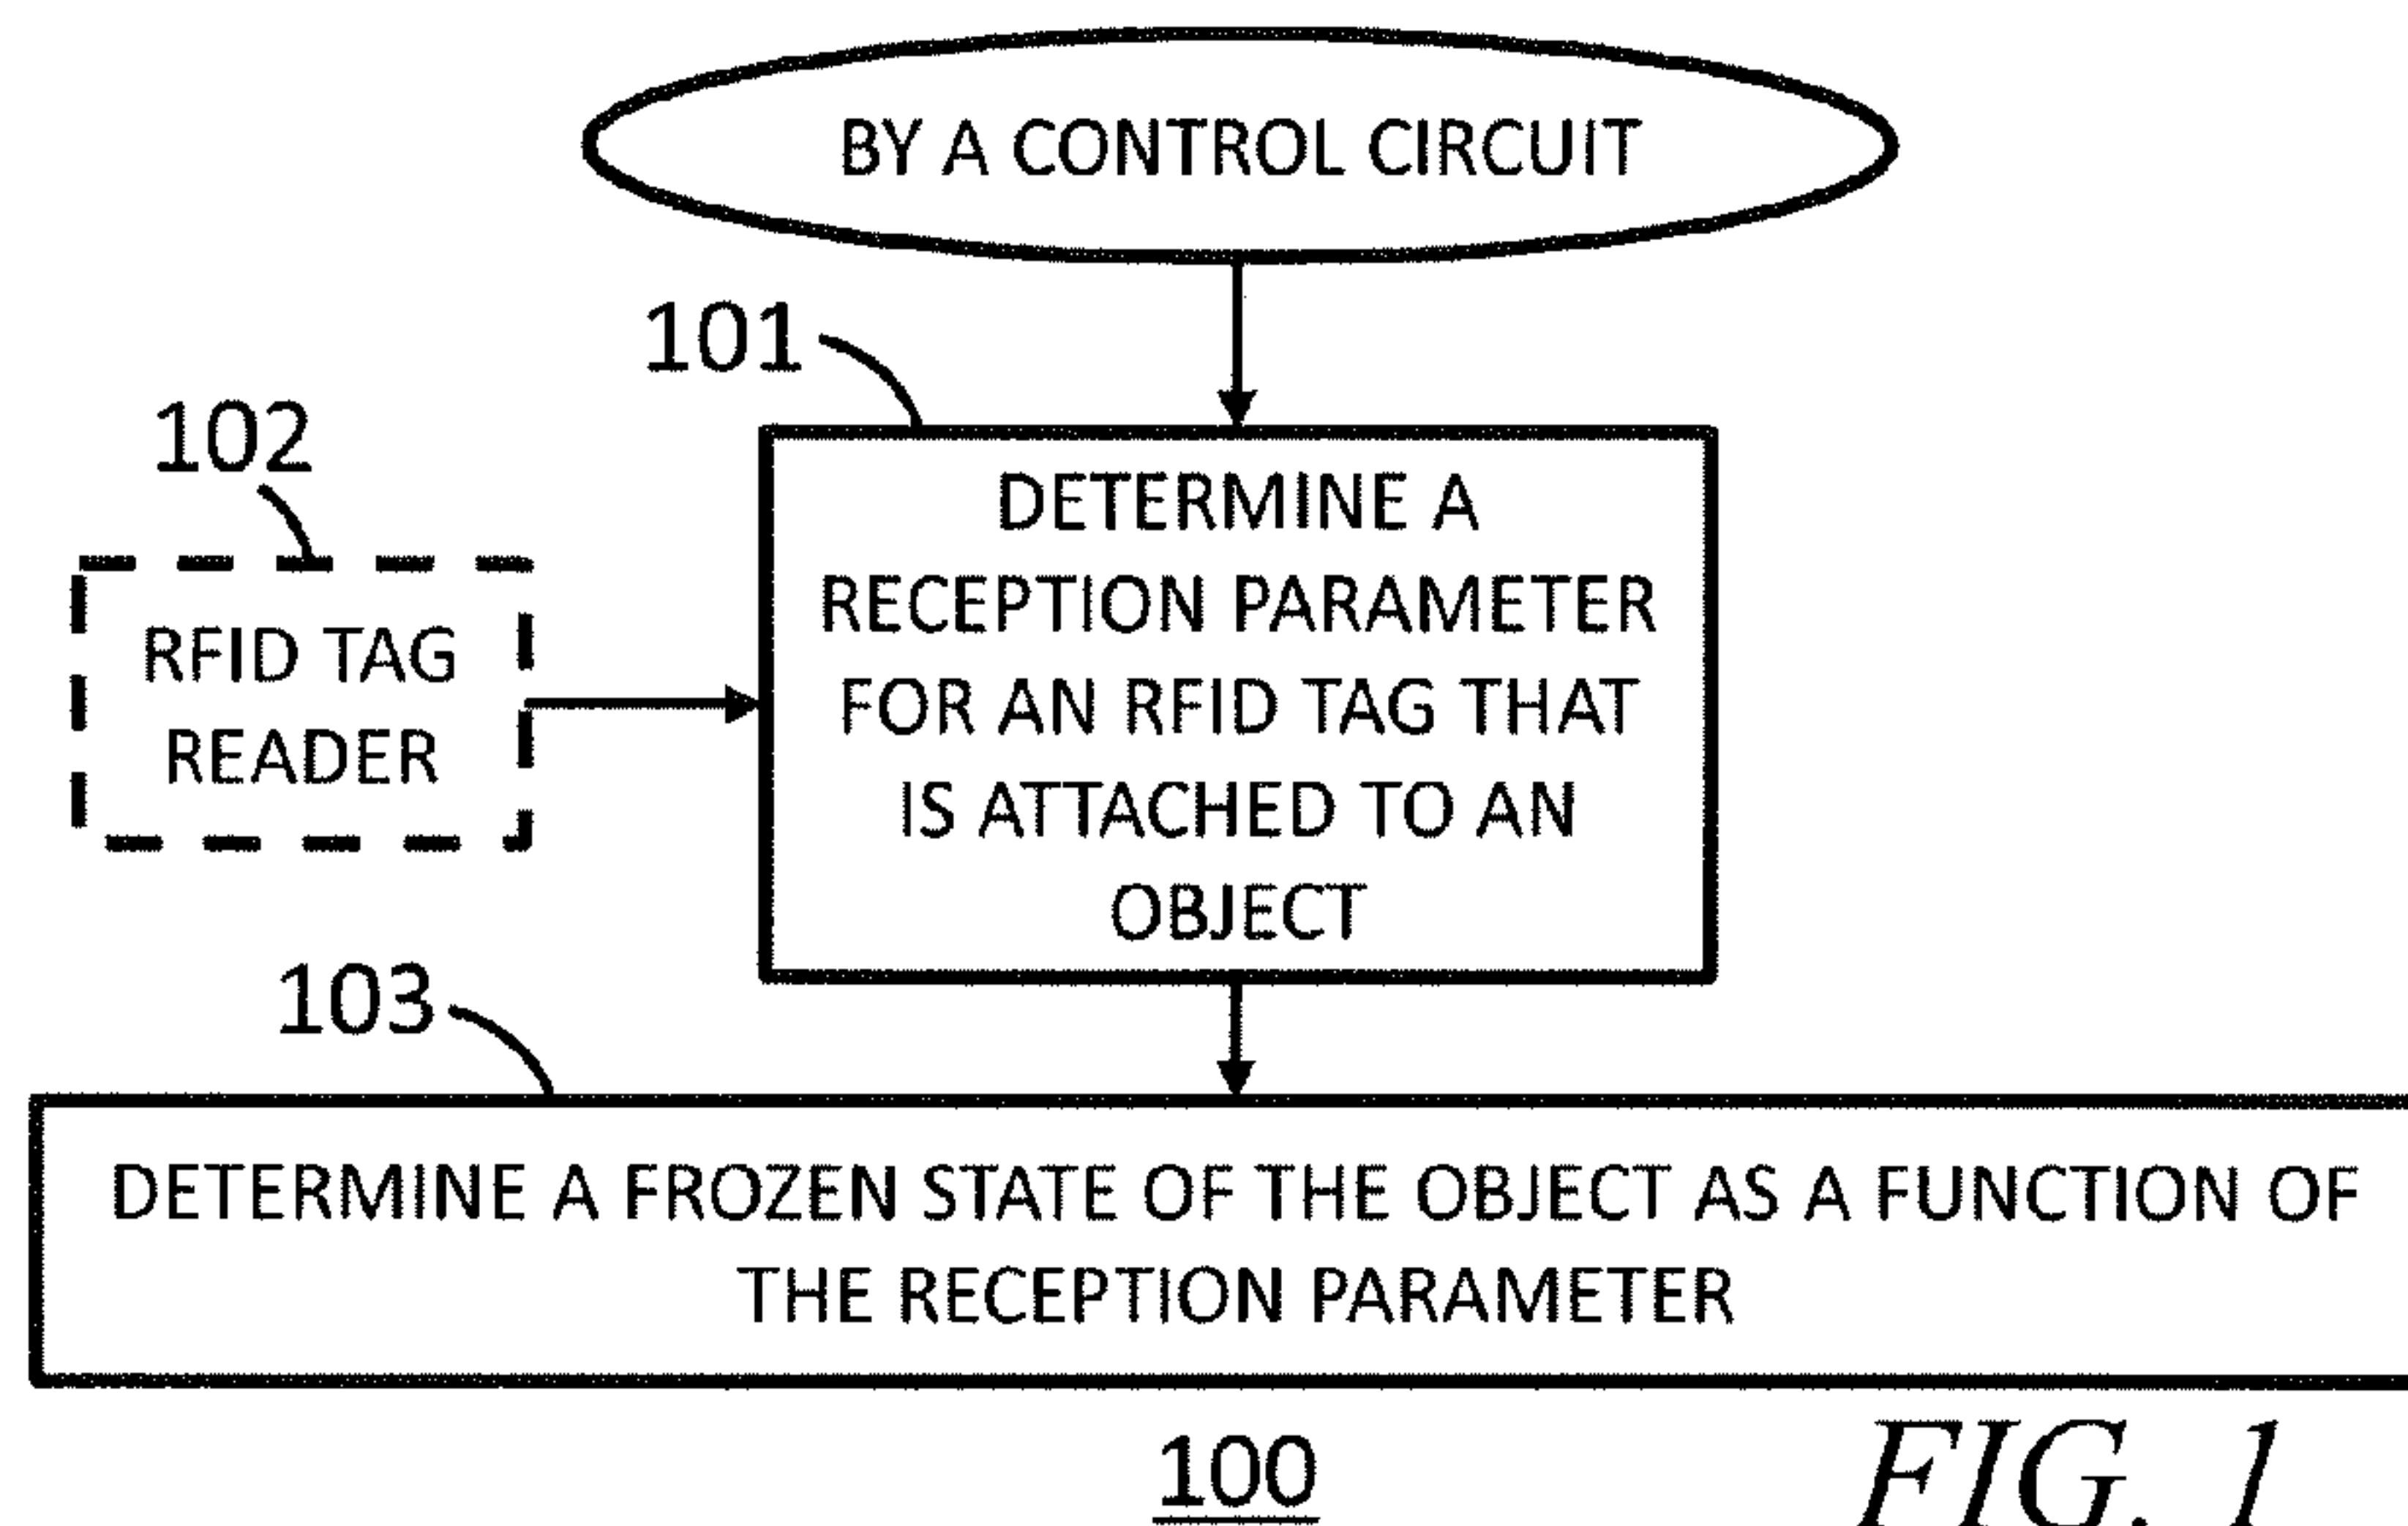 BY A CONTROL CIRCUIT
101
102
DETERMINE A
RECEPTION PARAMETER
FOR AN RFID TAG THAT
IS ATTACHED TO AN
OBJECT
RFID TAG
READER
103
DETERMINE A FROZEN STATE OF THE OBJECT AS A FUNCTION OF
THE RECEPTION PARAMETER
100
FIG. 1